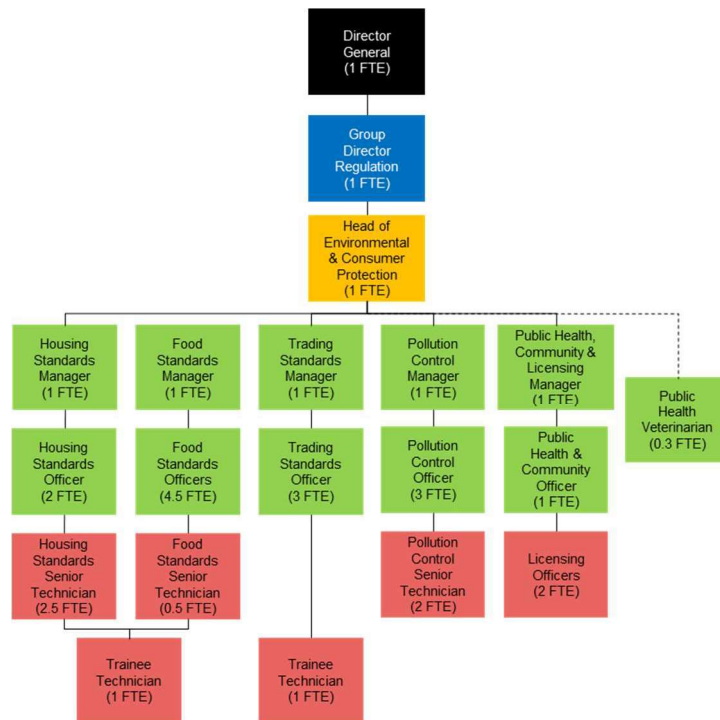 Director
General
(1 FTE)
Group
Director
Regulation
(1 FTE)
Head of
Environmental
& Consumer
Protection
(1 FTE)
Housing
Standards
Manager
(1 FTE)
Food
Standards
Manager
(1 FTE)
Trading
Standards
Manager
(1 FTE)
Pollution
Control
Manager
(1 FTE)
Public Health,
Community &
Licensing
Manager
(1 FTE)
Public
Health
Veterinarian
(0.3 FTE)
Housing
Standards
Officer
(2 FTE)
Food
Standards
Officers
(4.5 FTE)
Trading
Standards
Officer
(3 FTE)
Pollution
Control
Officer
(3 FTE)
Public
Health &
Community
Officer
(1 FTE)
Housing
Standards
Senior
Technician
(2.5 FTE)
Food
Standards
Senior
Technician
(0.5 FTE)
Pollution
Control
Senior
Technician
(2 FTE)
Licensing
Officers
(2 FTE)
Trainee
Technician
(1 FTE)
Trainee
Technician
(1 FTE)